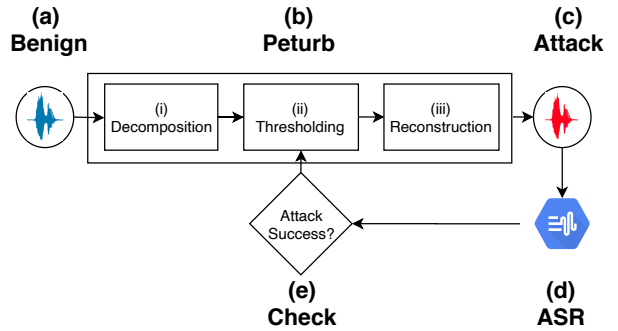 (a)
Benign
(b)
Peturb
(c)
Attack
(i)
Decomposition
(ii)
Thresholding
(iii)
Reconstruction
Attack
Success?
(e)
Check
(d)
ASR